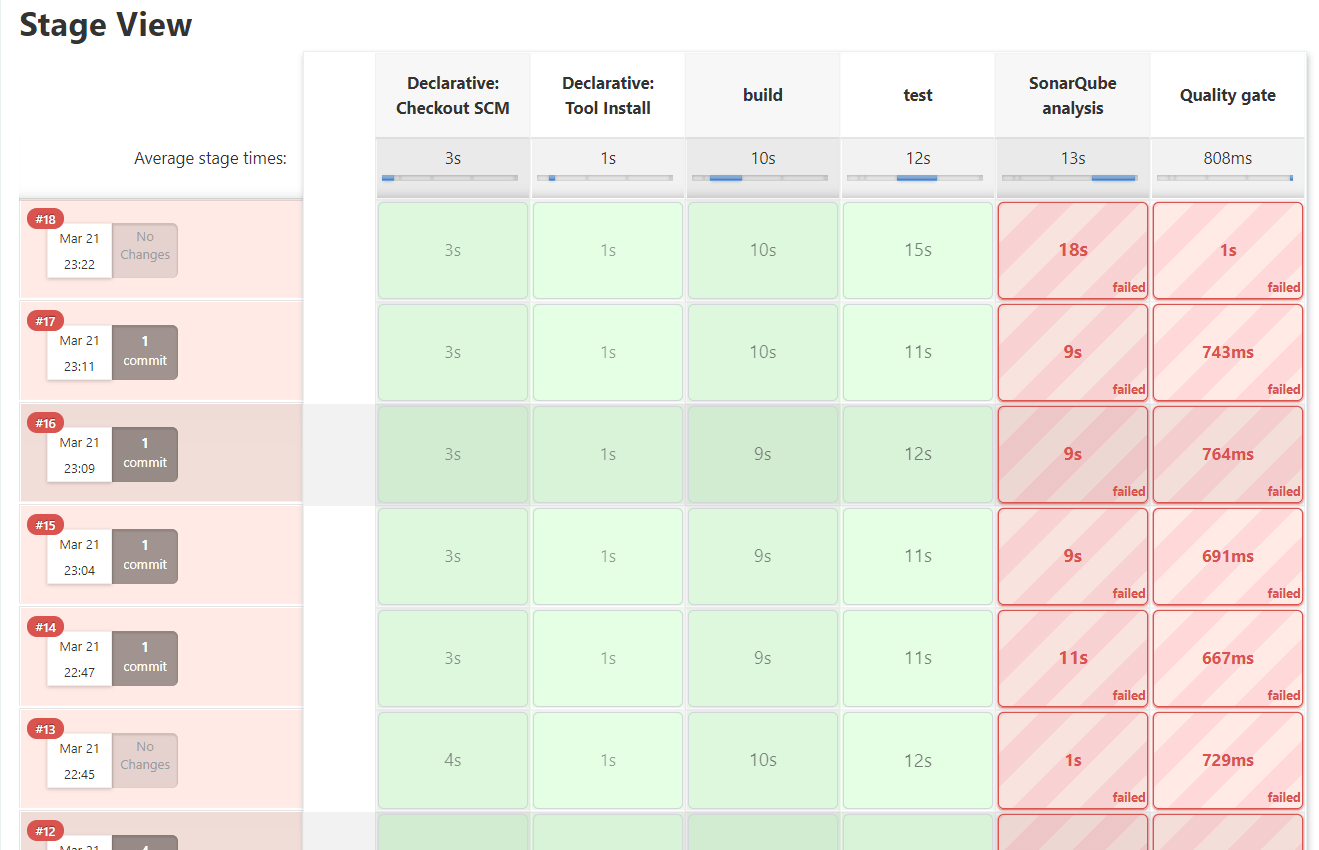 Stage View
Declarative:
Checkout SCM
Declarative:
Tool Install
build
test
SonarQube
analysis
Quality gate
Average stage times:
3s
1s
10s
12s
13s
808ms
#18
Mar 21
23:22
No
Changes
3s
1s
10s
15s
18s
failed
1s
failed
#17
Mar 21
23:11
1
commit
3s
1s
10s
11s
9s
failed
743ms
failed
#16
Mar 21
23:09
1
commit
3s
1s
9s
12s
9s
failed
764ms
failed
#15
Mar 21
23:04
1
commit
3s
1s
9s
11s
9s
failed
691ms
failed
#14
Mar 21
22:47
1
commit
3s
1s
9s
11s
11s
failed
667ms
failed
#13
Mar 21
22:45
No
Changes
4s
1s
10s
12s
1s
failed
729ms
failed
#12
Mar 21